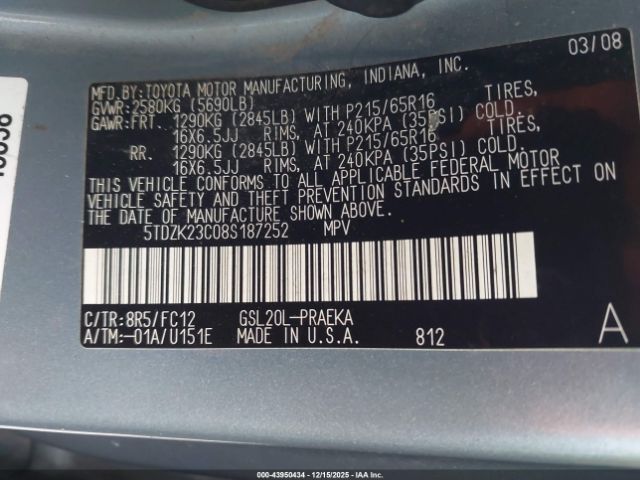 03/08
MFD.BY:TOYOTA MOTOR MANUFACTURING, INDIANA, INC.
GVWR:2580KG (5690LB)
GAWR:FRT. 1290KG (2845LB) WITH P215/65R16 TIRES,
16X6.5JJ RIMS, AT 240KPA (35PSI) COLD.
RR. 1290KG (2845LB) WITH P215/65R16 TIRES,
16X6.5JJ RIMS, AT 240KPA (35PSI) COLD.
THIS VEHICLE CONFORMS TO ALL APPLICABLE FEDERAL MOTOR
VEHICLE SAFETY AND THEFT PREVENTION STANDARDS IN EFFECT ON
THE DATE OF MANUFACTURE SHOWN ABOVE.
5TDZK23C08S187252 MPV
C/TR:8R5/FC12 GSL20L-PRAEKA
A/TM:-01A/U151E MADE IN U.S.A. 812
A
000-43950434 - 12/15/2025 - IAA Inc.